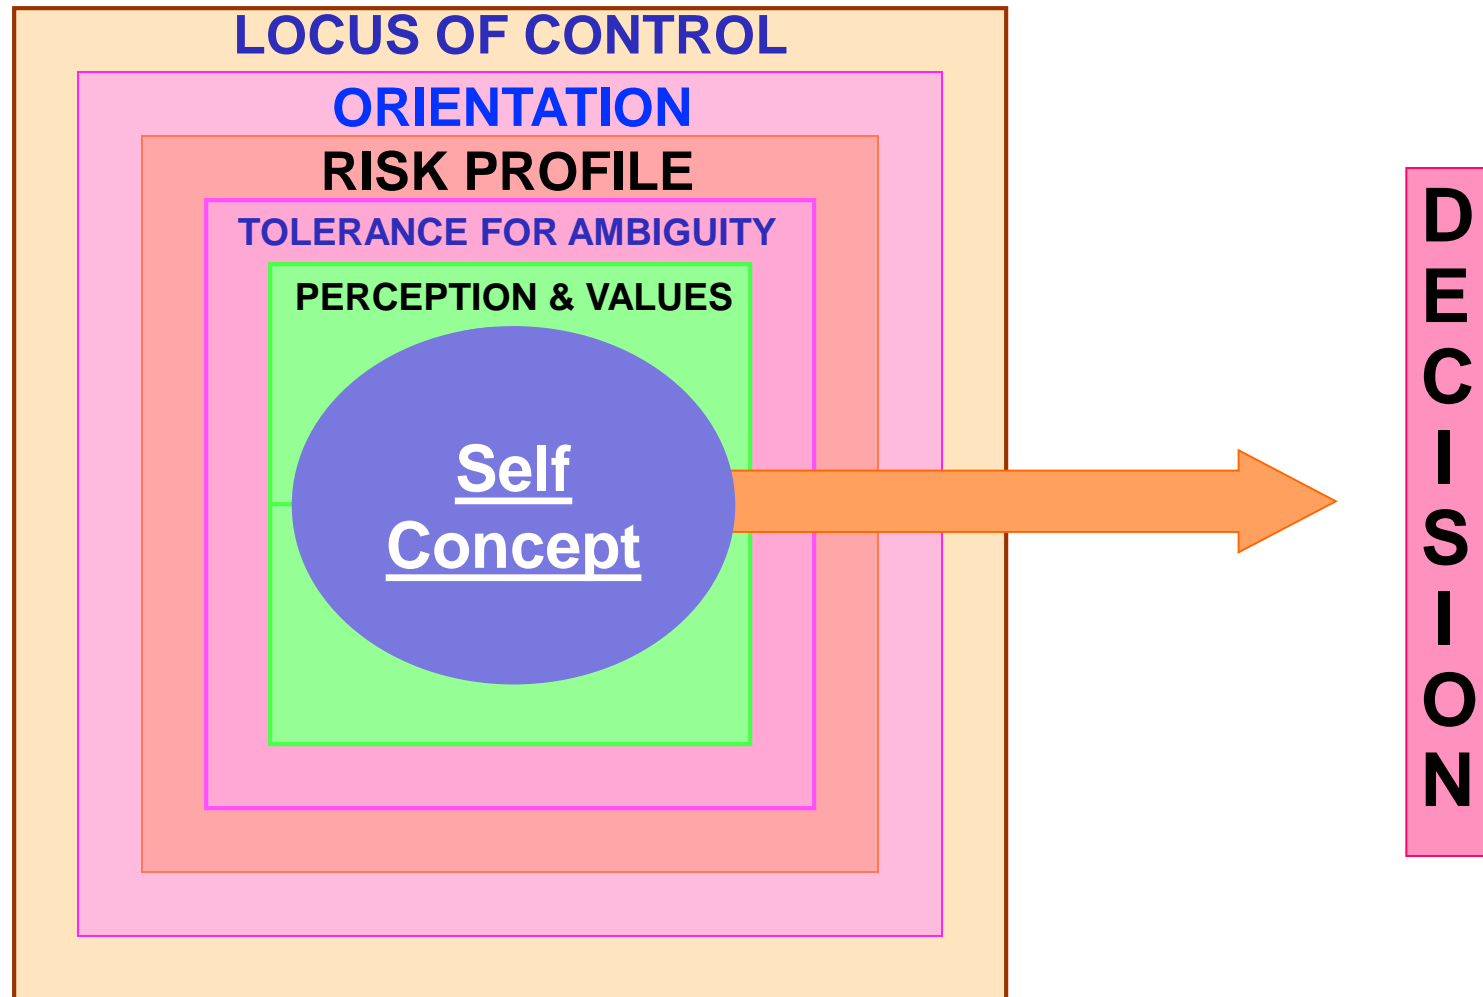 LOCUS OF CONTROL
ORIENTATION
RISK PROFILE
TOLERANCE FOR AMBIGUITY
PERCEPTION & VALUES
Self
Concept
D
E
C
I
S
I
O
N